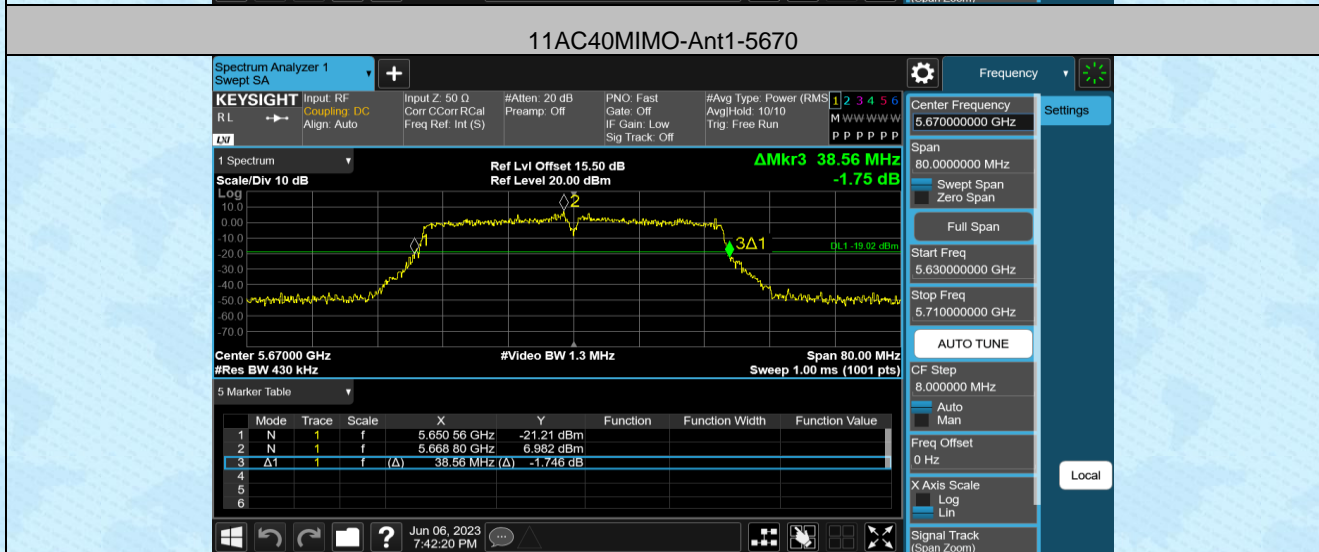 (Span Zoom)
11AC40MIMO-Ant1-5670
Spectrum Analyzer 1
Swept SA
Frequency
KEYSIGHT
RL
LXI
Input: RF
Coupling: DC
Align: Auto
Input Z: 50 Ω
Corr CCorr RCal
Freq Ref: Int (S)
#Atten: 20 dB
Preamp: Off
PNO: Fast
Gate: Off
IF Gain: Low
Sig Track: Off
#Avg Type: Power (RMS
Avg|Hold: 10/10
Trig: Free Run
1 2 3 4 5 6
M W W W W W
P P P P P P
1 Spectrum
Scale/Div 10 dB
Log
Ref Lvl Offset 15.50 dB
Ref Level 20.00 dBm
ΔMkr3 38.56 MHz
-1.75 dB
10.0
0.00
-10.0
-20.0
-30.0
-40.0
-50.0
-60.0
-70.0
1
2
3Δ1
DL1 -19.02 dBm
Center 5.67000 GHz
#Res BW 430 kHz
#Video BW 1.3 MHz
Span 80.00 MHz
Sweep 1.00 ms (1001 pts)
5 Marker Table
Mode Trace Scale X Y Function Function Width Function Value
1 N 1 f 5.650 56 GHz -21.21 dBm
2 N 1 f 5.668 80 GHz 6.982 dBm
3 Δ1 1 f (Δ) 38.56 MHz (Δ) -1.746 dB
4
5
6
Jun 06, 2023
7:42:20 PM
Settings
Center Frequency
5.670000000 GHz
Span
80.0000000 MHz
Swept Span
Zero Span
Full Span
Start Freq
5.630000000 GHz
Stop Freq
5.710000000 GHz
AUTO TUNE
CF Step
8.000000 MHz
Auto
Man
Freq Offset
0 Hz
X Axis Scale
Log
Lin
Local
Signal Track
(Span Zoom)